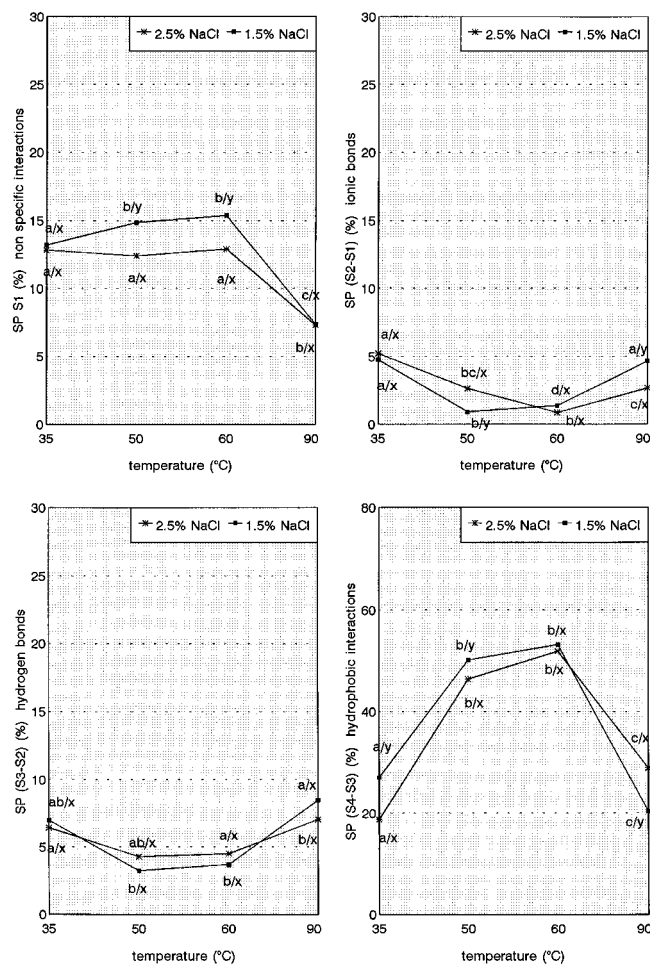 2.5% NaCl 1.5% NaCl
30
25
20
15
10
5
0
SP S1 (%) non specific interactions
a/x
b/y
b/y
c/x
a/x
a/x
a/x
b/x
35 50 60 90
temperature (°C)
2.5% NaCl 1.5% NaCl
30
25
20
15
10
5
0
SP (S2-S1) (%) ionic bonds
a/x
bc/x
d/x
a/y
a/x
b/y
b/x
c/x
35 50 60 90
temperature (°C)
2.5% NaCl 1.5% NaCl
30
25
20
15
10
5
0
SP (S3-S2) (%) hydrogen bonds
ab/x
ab/x
a/x
a/x
a/x
b/x
b/x
b/x
35 50 60 90
temperature (°C)
2.5% NaCl 1.5% NaCl
80
60
40
20
0
SP (S4-S3) (%) hydrophobic interactions
a/y
b/y
b/x
c/x
a/x
b/x
b/x
c/y
35 50 60 90
temperature (°C)